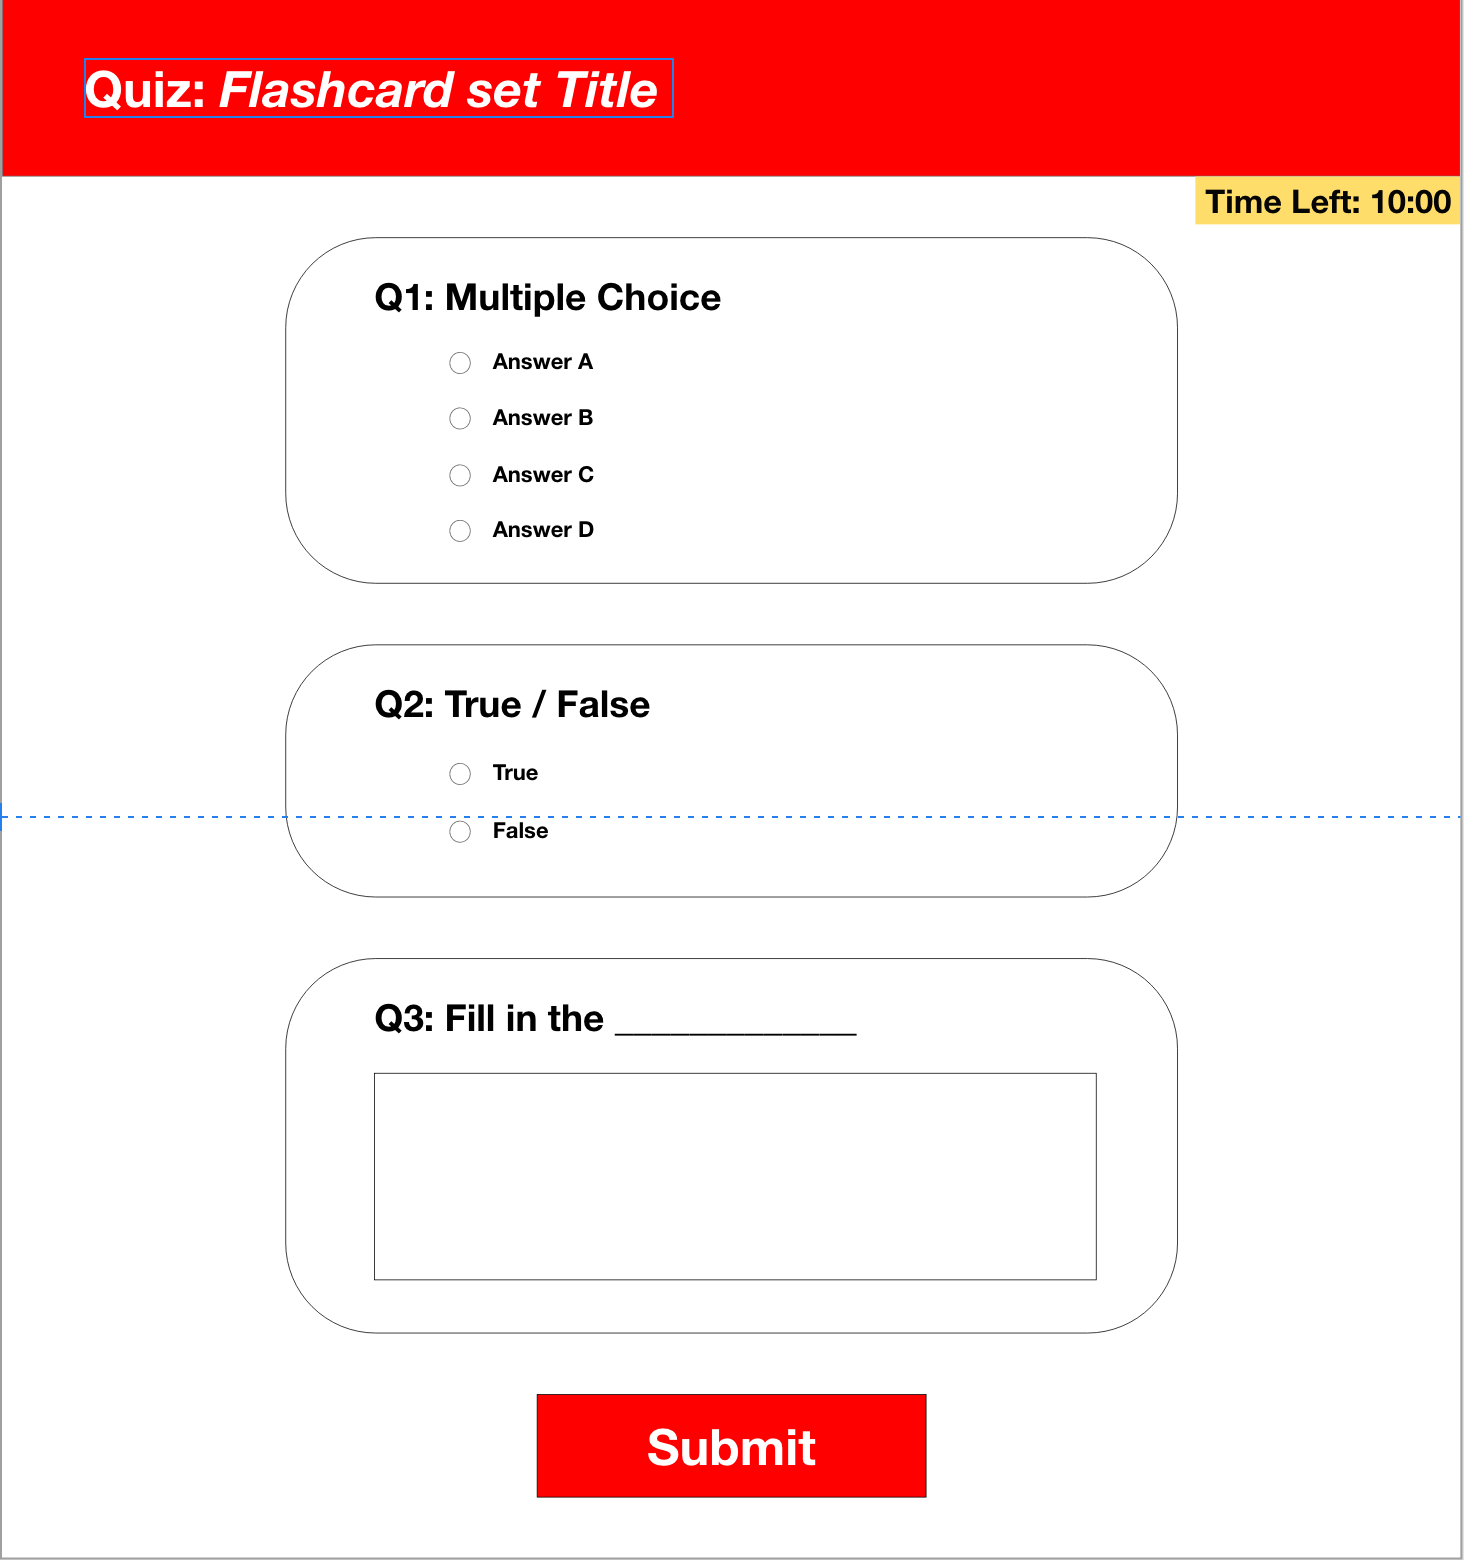 Quiz: Flashcard set Title
Time Left: 10:00
Q1: Multiple Choice
Answer A
Answer B
Answer C
Answer D
Q2: True / False
True
False
Q3: Fill in the _____________
Submit